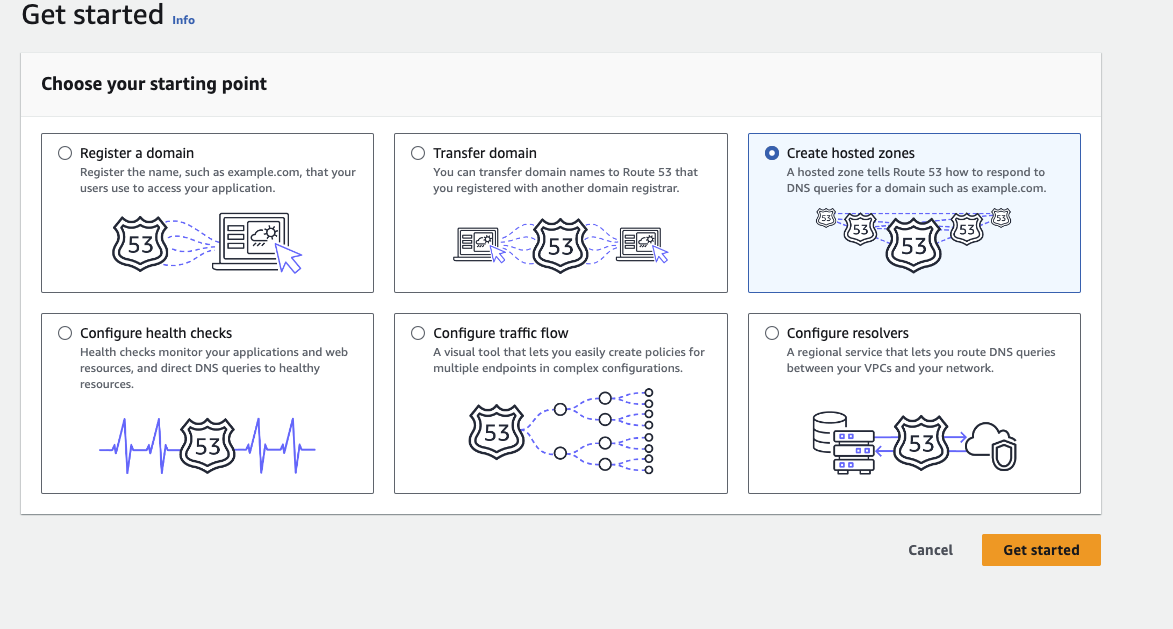 Get started Info
Choose your starting point
Register a domain
Register the name, such as example.com, that your
users use to access your application.
53
Transfer domain
You can transfer domain names to Route 53 that
you registered with another domain registrar.
53
Create hosted zones
A hosted zone tells Route 53 how to respond to
DNS queries for a domain such as example.com.
53 53 53 53 53
Configure health checks
Health checks monitor your applications and web
resources, and direct DNS queries to healthy
resources.
53
Configure traffic flow
A visual tool that lets you easily create policies for
multiple endpoints in complex configurations.
53
Configure resolvers
A regional service that lets you route DNS queries
between your VPCs and your network.
53
Cancel
Get started